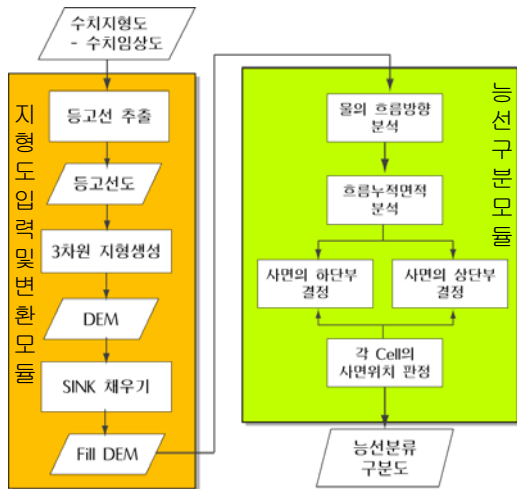 수치지형도
- 수치임상도
지형도입력및변환모듈
등고선 추출
등고선도
3차원 지형생성
DEM
SINK 채우기
Fill DEM
능선구분모듈
물의 흐름방향
분석
흐름누적면적
분석
사면의 하단부
결정
사면의 상단부
결정
각 Cell의
사면위치 판정
능선분류
구분도